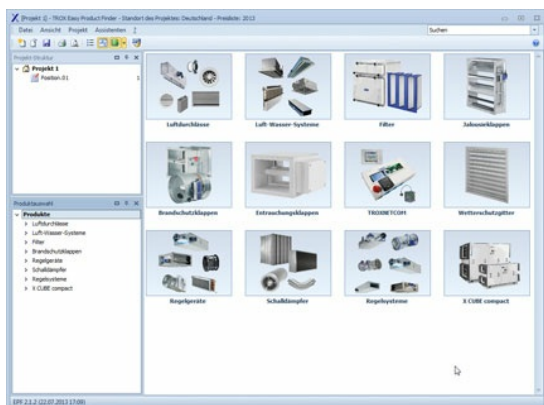 [Projekt 1] - TROX Easy Product Finder - Standort des Projektes: Deutschland - Preisliste: 2013
Datei Ansicht Projekt Assistenten ?
Suchen
Projekt Struktur
Projekt 1
Position.01 1
Produktauswahl
Produkte
Luftdurchlässe
Luft-Wasser-Systeme
Filter
Brandschutzklappen
Regelgeräte
Schalldämpfer
Regelsysteme
X CUBE compact
Luftdurchlässe
Luft-Wasser-Systeme
Filter
Jalousieklappen
Brandschutzklappen
Entrauchungsklappen
TROXNETCOM
Wetterschutzgitter
Regelgeräte
Schalldämpfer
Regelsysteme
X CUBE compact
EPF 2.1.2 (22.07.2013 17:08)